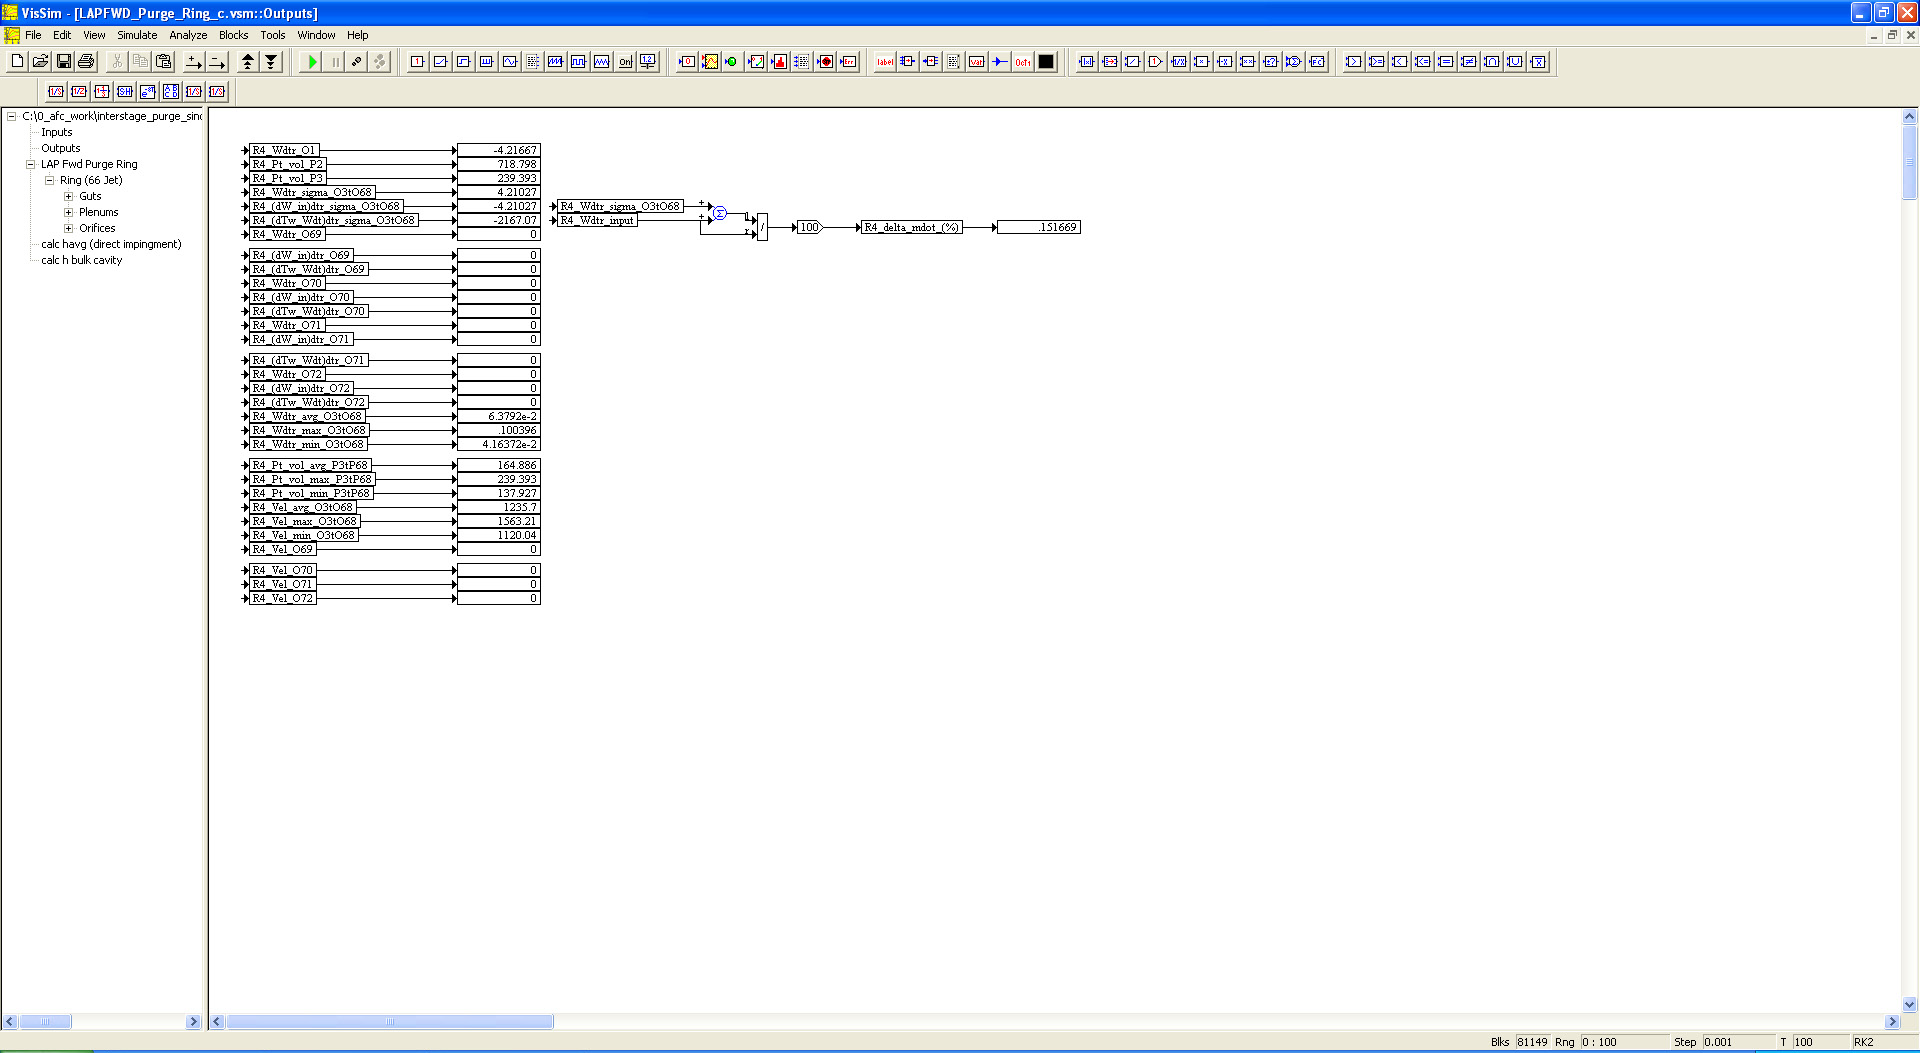 VisSim - [LAPFWD_Purge_Ring_c.vsm::Outputs]
File Edit View Simulate Analyze Blocks Tools Window Help
C:\0_afc_work\interstage_purge_sinc
Inputs
Outputs
LAP Fwd Purge Ring
Ring (66 Jet)
Guts
Plenums
Orifices
calc havg (direct impingment)
calc h bulk cavity
R4_Wdtr_O1 -4.21667
R4_Pt_vol_P2 718.798
R4_Pt_vol_P3 239.393
R4_Wdtr_sigma_O3tO68 4.21027
R4_(dW_in)dtr_sigma_O3tO68 -4.21027
R4_(dTw_Wdt)dtr_sigma_O3tO68 -2167.07
R4_Wdtr_O69 0
R4_(dW_in)dtr_O69 0
R4_(dTw_Wdt)dtr_O69 0
R4_Wdtr_O70 0
R4_(dW_in)dtr_O70 0
R4_(dTw_Wdt)dtr_O70 0
R4_Wdtr_O71 0
R4_(dW_in)dtr_O71 0
R4_(dTw_Wdt)dtr_O71 0
R4_Wdtr_O72 0
R4_(dW_in)dtr_O72 0
R4_(dTw_Wdt)dtr_O72 0
R4_Wdtr_avg_O3tO68 6.3792e-2
R4_Wdtr_max_O3tO68 .100396
R4_Wdtr_min_O3tO68 4.16372e-2
R4_Pt_vol_avg_P3tP68 164.886
R4_Pt_vol_max_P3tP68 239.393
R4_Pt_vol_min_P3tP68 137.927
R4_Vel_avg_O3tO68 1235.7
R4_Vel_max_O3tO68 1563.21
R4_Vel_min_O3tO68 1120.04
R4_Vel_O69 0
R4_Vel_O70 0
R4_Vel_O71 0
R4_Vel_O72 0
R4_Wdtr_sigma_O3tO68
R4_Wdtr_input
+ + Σ l r / 100 R4_delta_mdot_(%) .151669
Blks 81149 Rng 0 : 100 Step 0.001 T 100 RK2